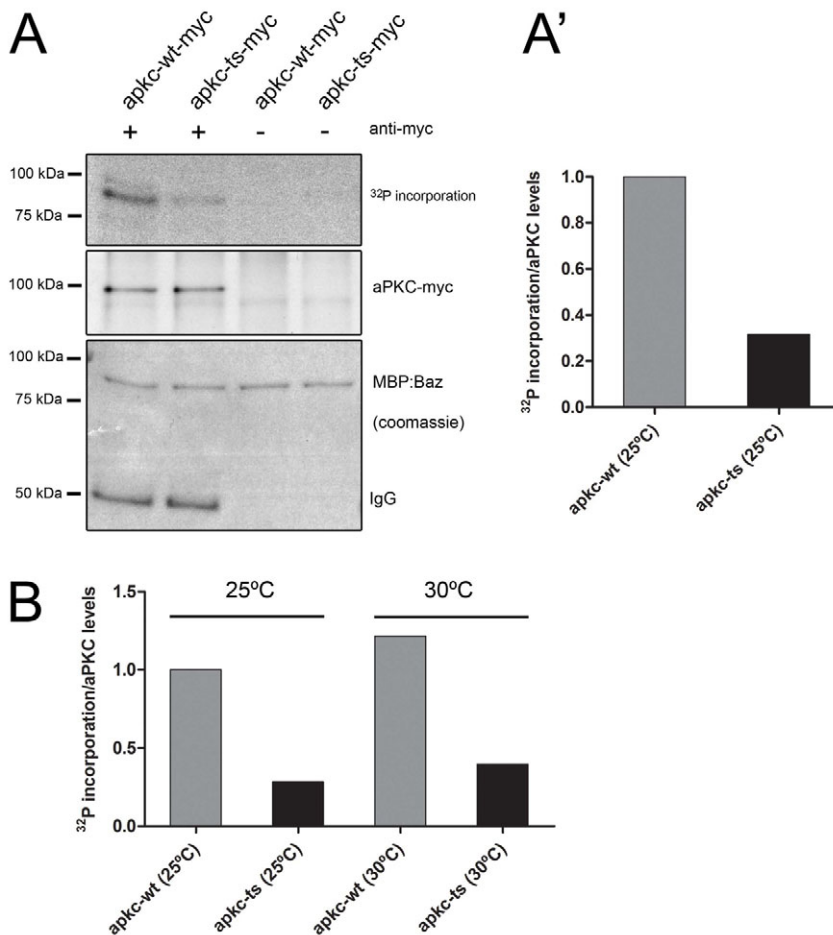 A
apkc-wt-myc
apkc-ts-myc
apkc-wt-myc
apkc-ts-myc
+ + - - anti-myc
100 kDa
75 kDa
32P incorporation
100 kDa
aPKC-myc
100 kDa
75 kDa
50 kDa
MBP:Baz
(coomassie)
IgG
A'
32P incorporation/aPKC levels
1.0
0.8
0.6
0.4
0.2
0.0
apkc-wt (25ºC)
apkc-ts (25ºC)
B
32P incorporation/aPKC levels
1.5
1.0
0.5
0.0
25ºC
30ºC
apkc-wt (25ºC)
apkc-ts (25ºC)
apkc-wt (30ºC)
apkc-ts (30ºC)